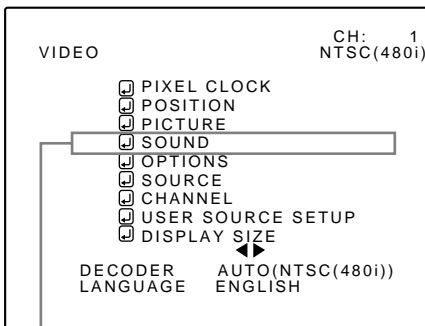 CH: 1
VIDEO NTSC(480i)
PIXEL CLOCK
POSITION
PICTURE
SOUND
OPTIONS
SOURCE
CHANNEL
USER SOURCE SETUP
DISPLAY SIZE
DECODER AUTO(NTSC(480i))
LANGUAGE ENGLISH